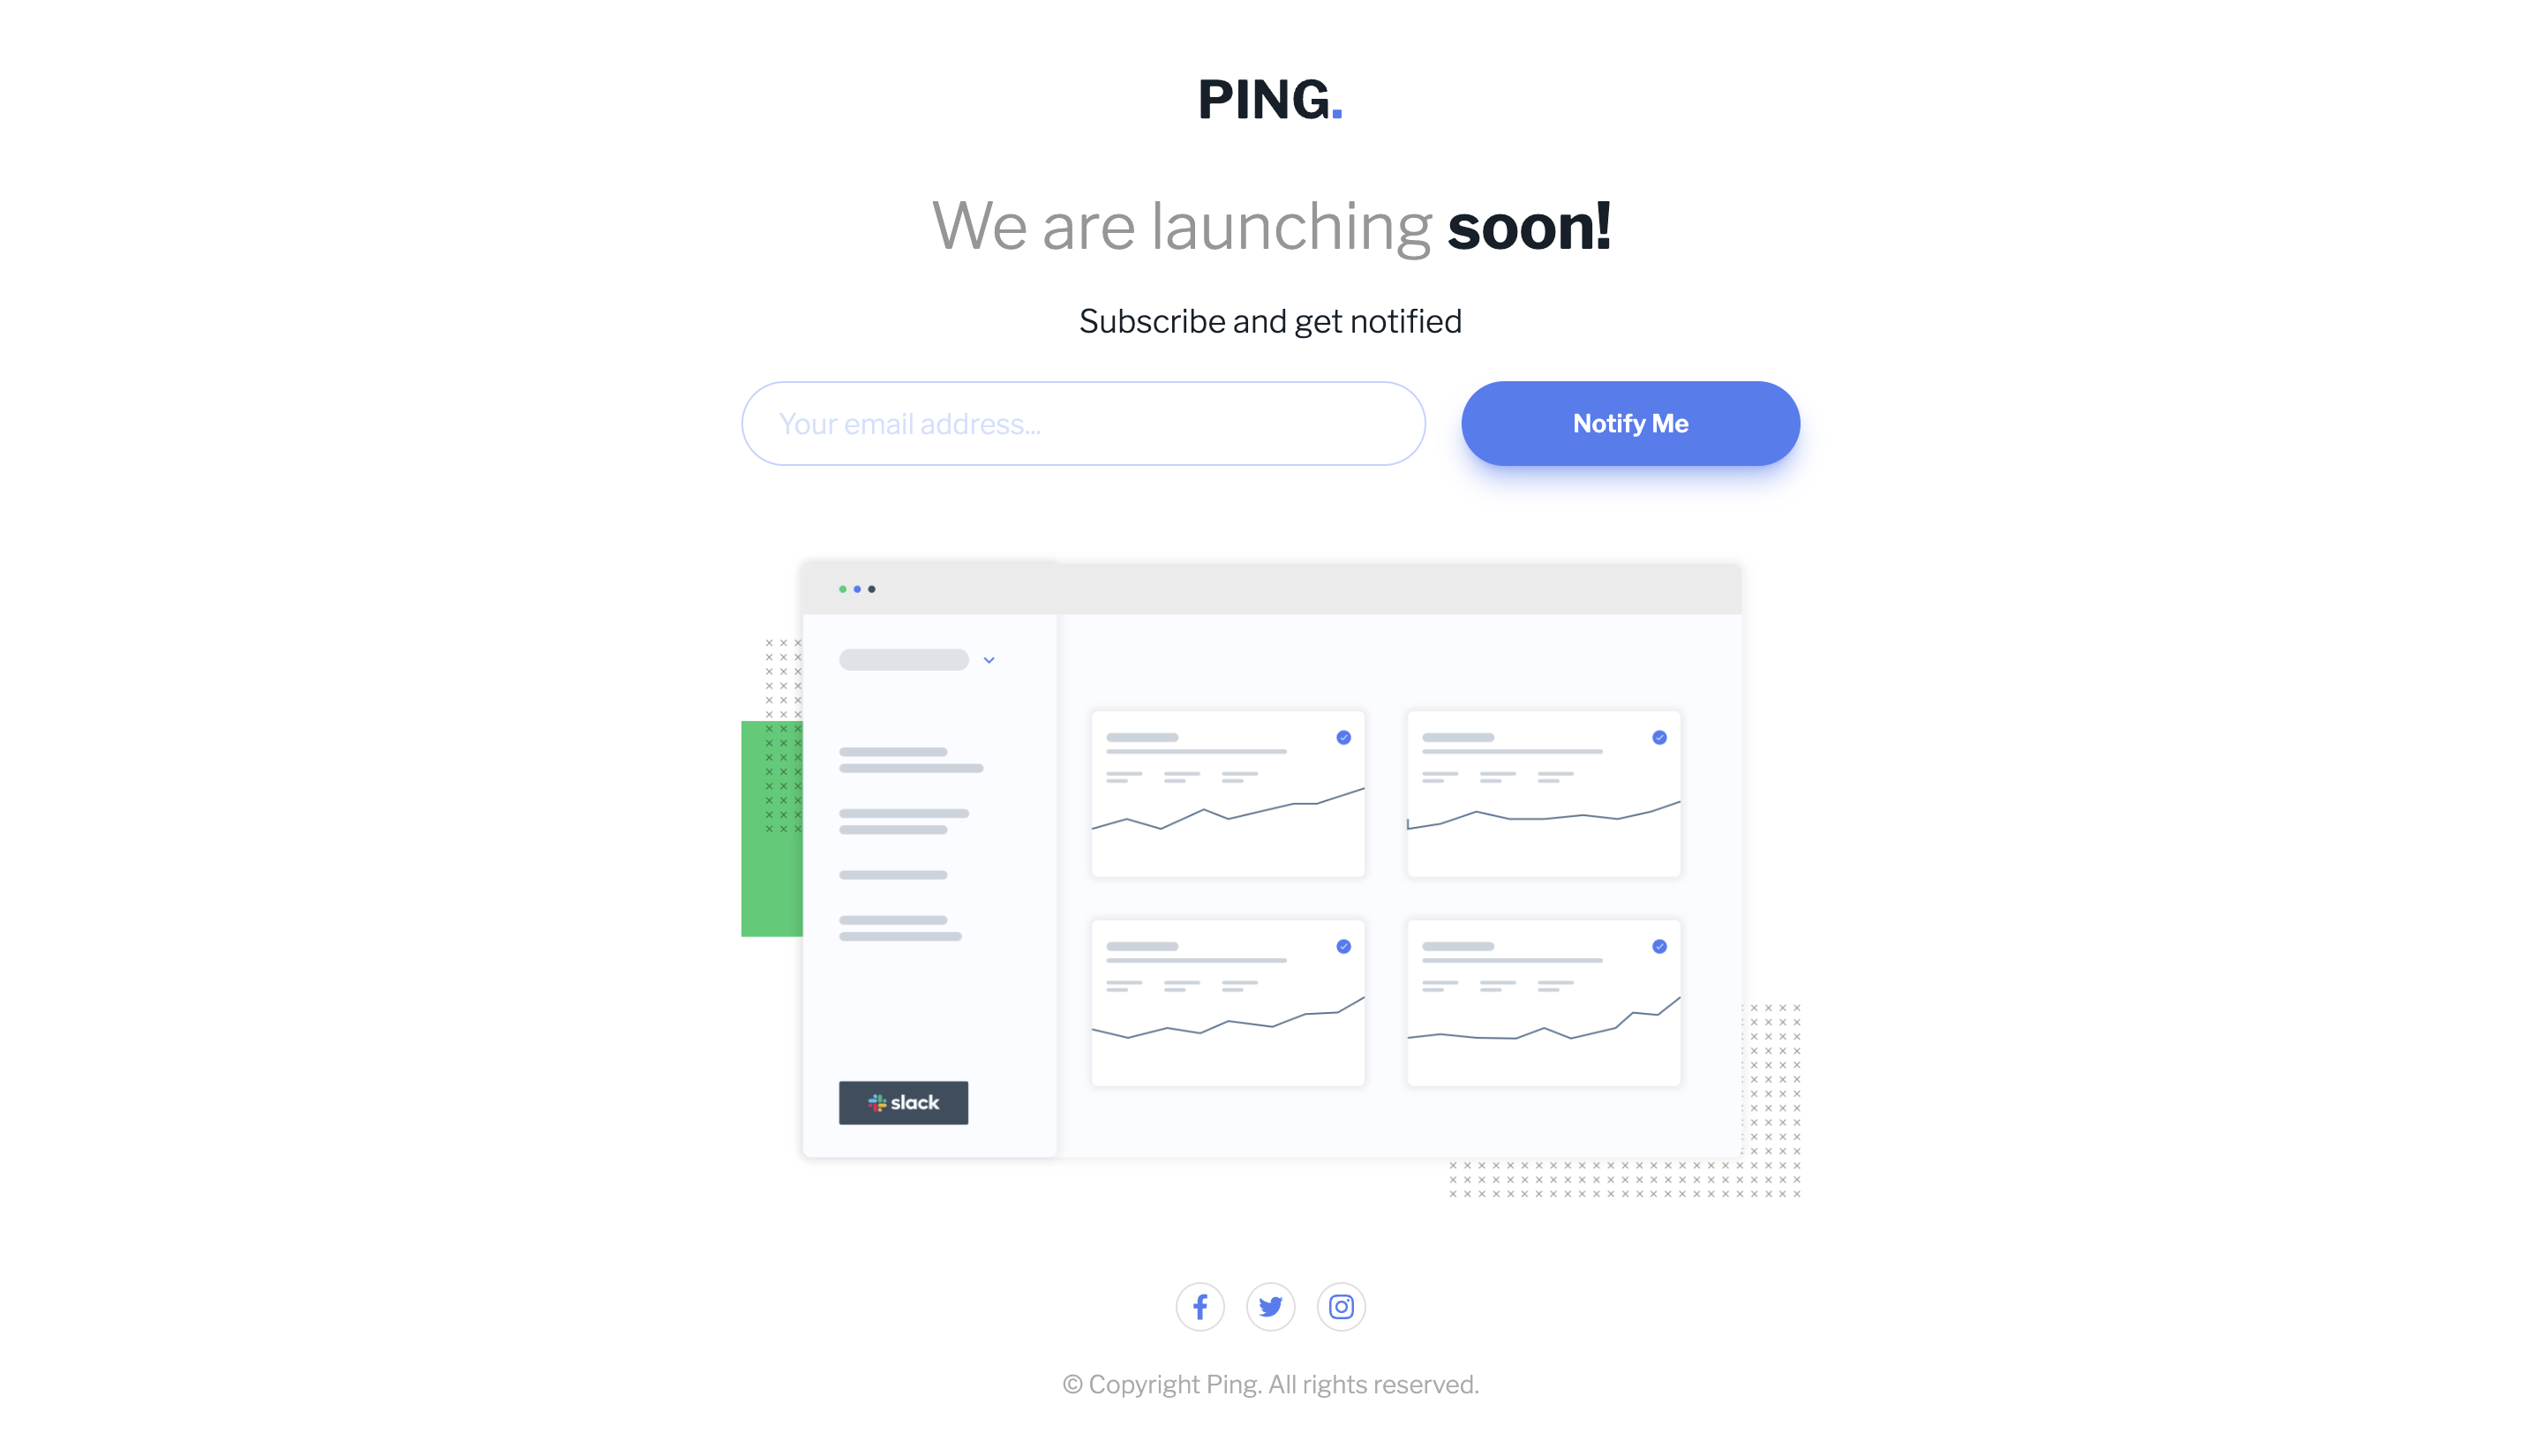 PING.
We are launching soon!
Subscribe and get notified
Your email address...
Notify Me
slack
© Copyright Ping. All rights reserved.